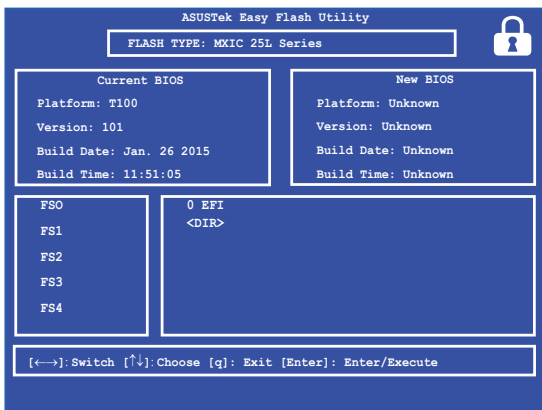 ASUSTek Easy Flash Utility
FLASH TYPE: MXIC 25L Series
Current BIOS
Platform: T100
Version: 101
Build Date: Jan. 26 2015
Build Time: 11:51:05
New BIOS
Platform: Unknown
Version: Unknown
Build Date: Unknown
Build Time: Unknown
FSO
FS1
FS2
FS3
FS4
0 EFI
<DIR>
[←→]: Switch [↑↓]: Choose [q]: Exit [Enter]: Enter/Execute